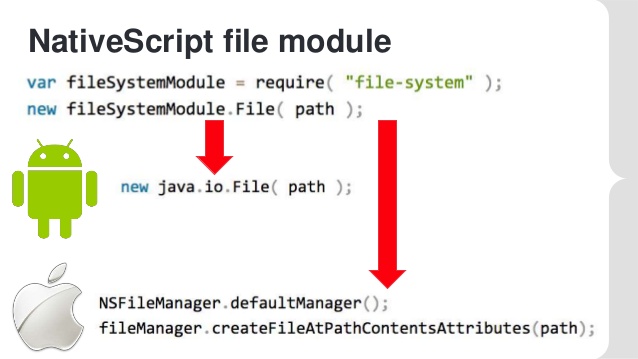 NativeScript file module
var fileSystemModule = require( "file-system" );
new fileSystemModule.File( path );
new java.io.File( path );
NSFileManager.defaultManager();
fileManager.createFileAtPathContentsAttributes(path);